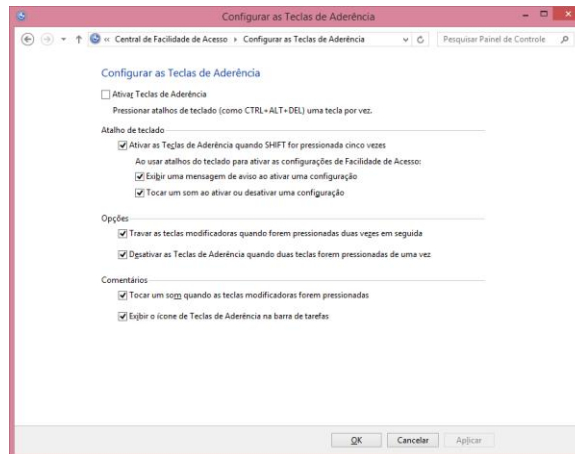 Configurar as Teclas de Aderência
« Central de Facilidade de Acesso › Configurar as Teclas de Aderência
Pesquisar Painel de Controle
Configurar as Teclas de Aderência
Ativar Teclas de Aderência
Pressionar atalhos de teclado (como CTRL+ALT+DEL) uma tecla por vez.
Atalho de teclado
Ativar as Teclas de Aderência quando SHIFT for pressionada cinco vezes
Ao usar atalhos do teclado para ativar as configurações de Facilidade de Acesso:
Exibir uma mensagem de aviso ao ativar uma configuração
Tocar um som ao ativar ou desativar uma configuração
Opções
Travar as teclas modificadoras quando forem pressionadas duas vezes em seguida
Desativar as Teclas de Aderência quando duas teclas forem pressionadas de uma vez
Comentários
Tocar um som quando as teclas modificadoras forem pressionadas
Exibir o ícone de Teclas de Aderência na barra de tarefas
OK Cancelar Aplicar